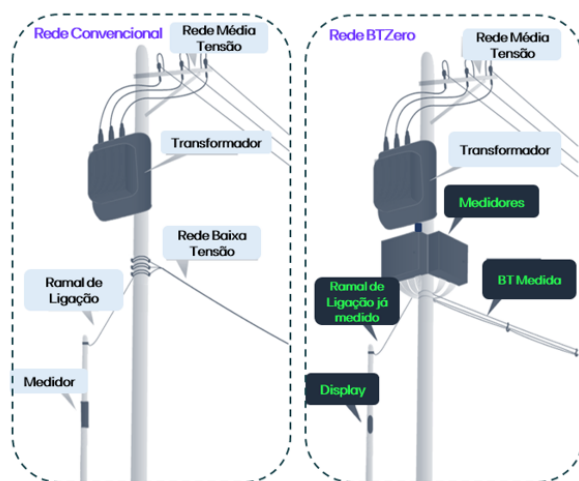 Rede Convencional
Rede Média
Tensão
Transformador
Rede Baixa
Tensão
Ramal de
Ligação
Medidor
Rede BTZero
Rede Média
Tensão
Transformador
Medidores
BT Medida
Ramal de
Ligação já
medido
Display